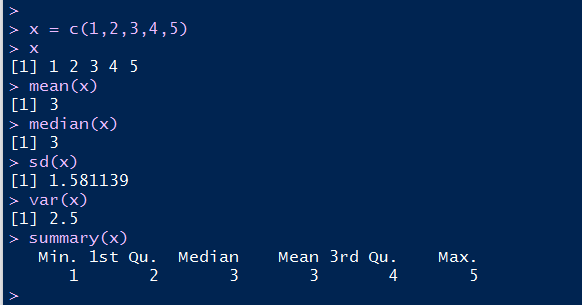 >
> x = c(1,2,3,4,5)
> x
[1] 1 2 3 4 5
> mean(x)
[1] 3
> median(x)
[1] 3
> sd(x)
[1] 1.581139
> var(x)
[1] 2.5
> summary(x)
   Min. 1st Qu.  Median    Mean 3rd Qu.    Max.
      1       2       3       3       4       5
>